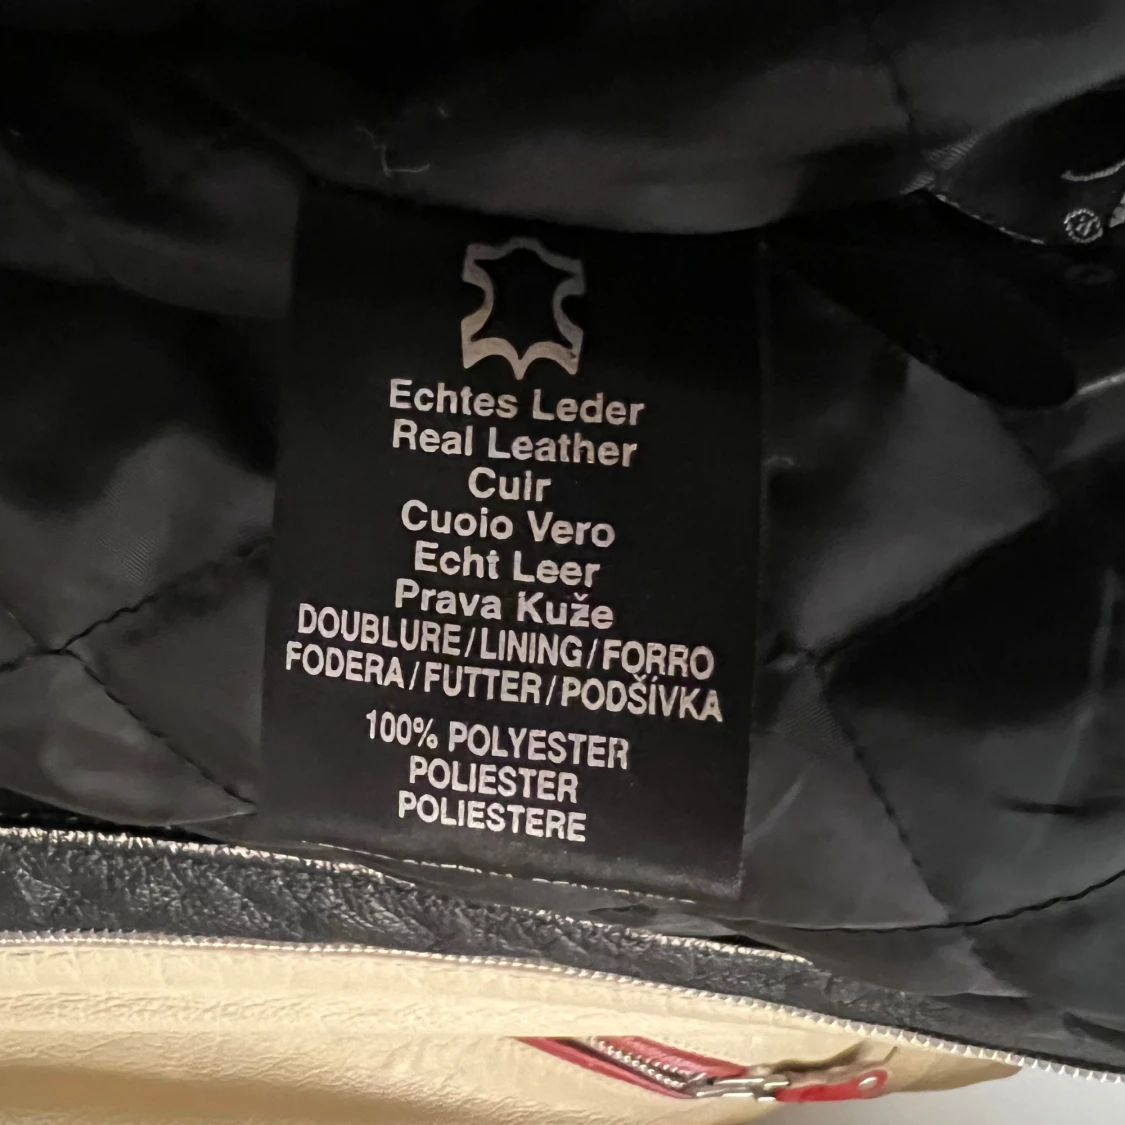 Echtes Leder
Real Leather
Cuir
Cuoio Vero
Echt Leer
Prava Kuže
DOUBLURE/LINING/FORRO
FODERA/FUTTER/PODŠÍVKA
100% POLYESTER
POLIESTER
POLIESTERE